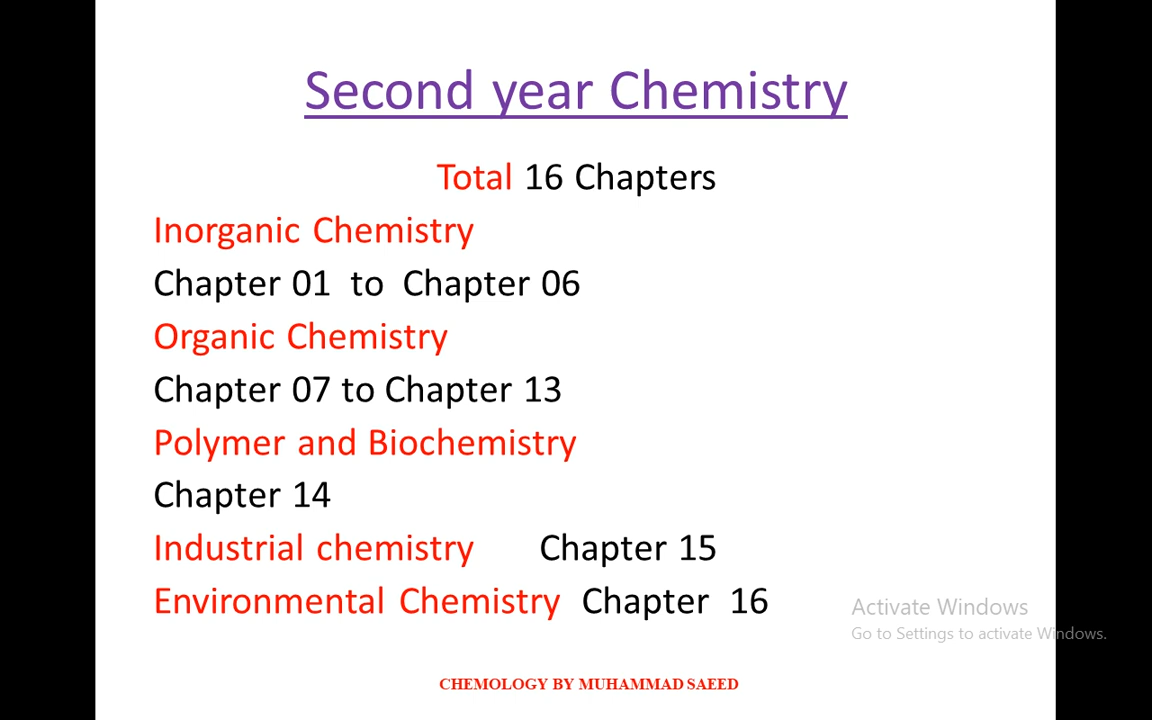 Second year Chemistry
Total 16 Chapters
Inorganic Chemistry
Chapter 01 to Chapter 06
Organic Chemistry
Chapter 07 to Chapter 13
Polymer and Biochemistry
Chapter 14
Industrial chemistry Chapter 15
Environmental Chemistry Chapter 16
Activate Windows
Go to Settings to activate Windows.
CHEMOLOGY BY MUHAMMAD SAEED